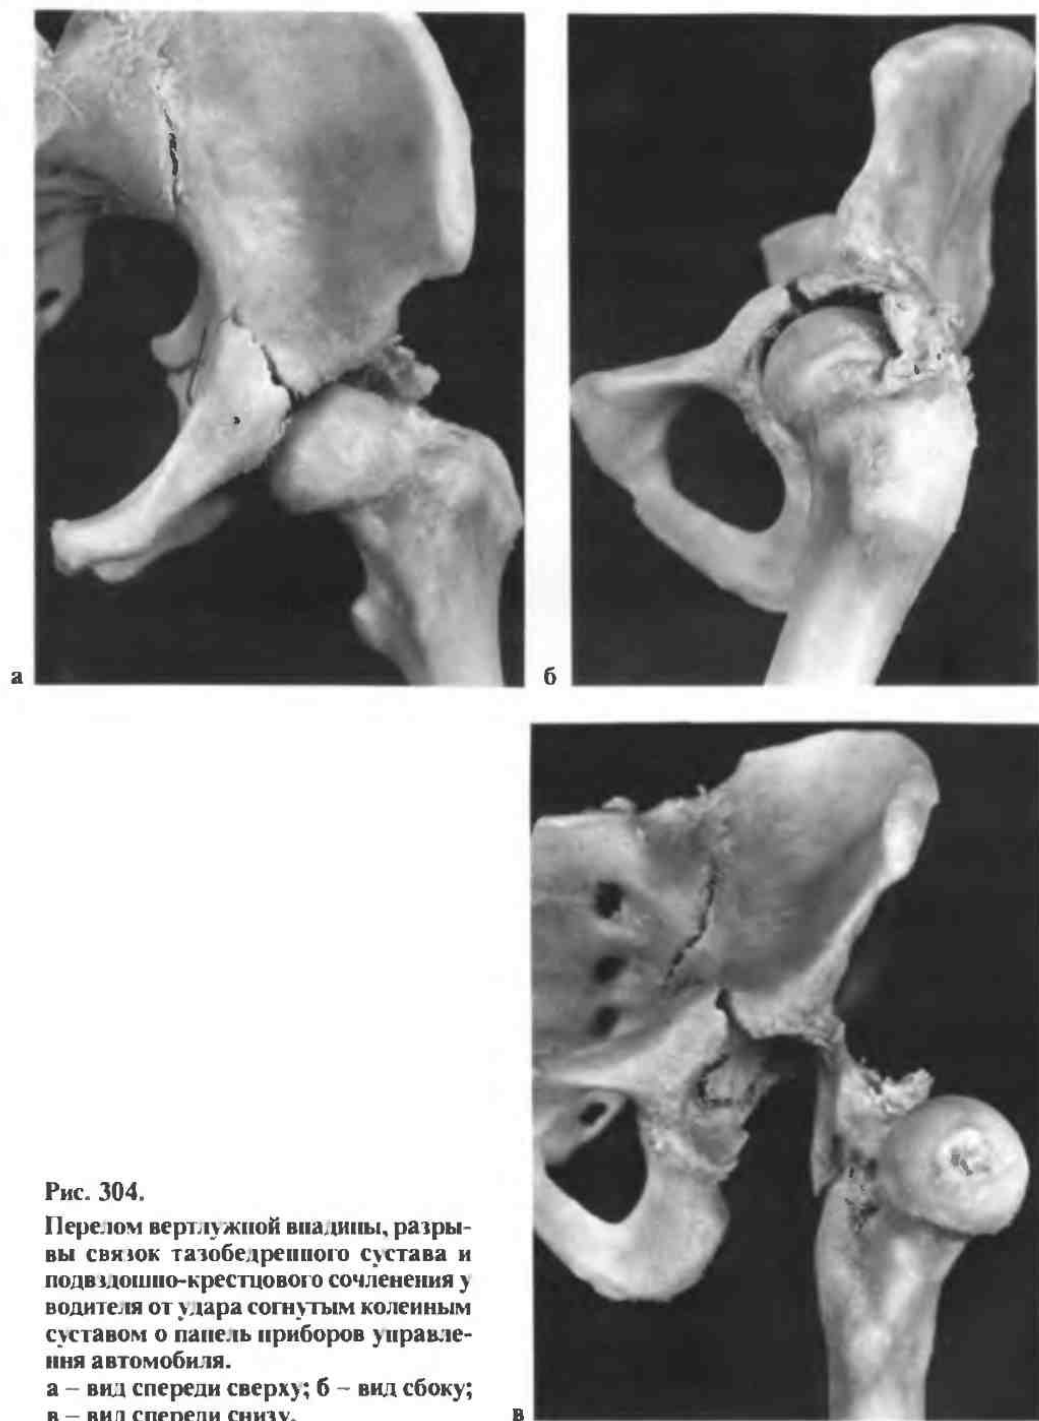 а
б
в
Рис. 304.
Перелом вертлужной впадины, разры-
вы связок тазобедренного сустава и
подвздошно-крестцового сочленения у
водителя от удара согнутым коленным
суставом о панель приборов управле-
ния автомобиля.
а – вид спереди сверху; б – вид сбоку;
в – вид спереди снизу.